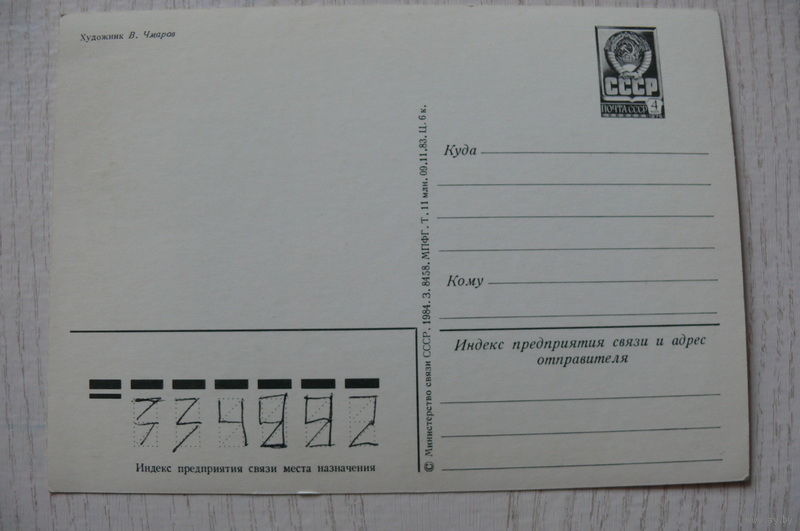 Художник В. Чмаров
СССР
ПОЧТА СССР 4
Куда
Кому
© Министерство связи СССР. 1984. З. 8458. МПФГ. Т. 11 млн. 09.11.83. Ц. 6 к.
Индекс предприятия связи и адрес
отправителя
334992
Индекс предприятия связи места назначения